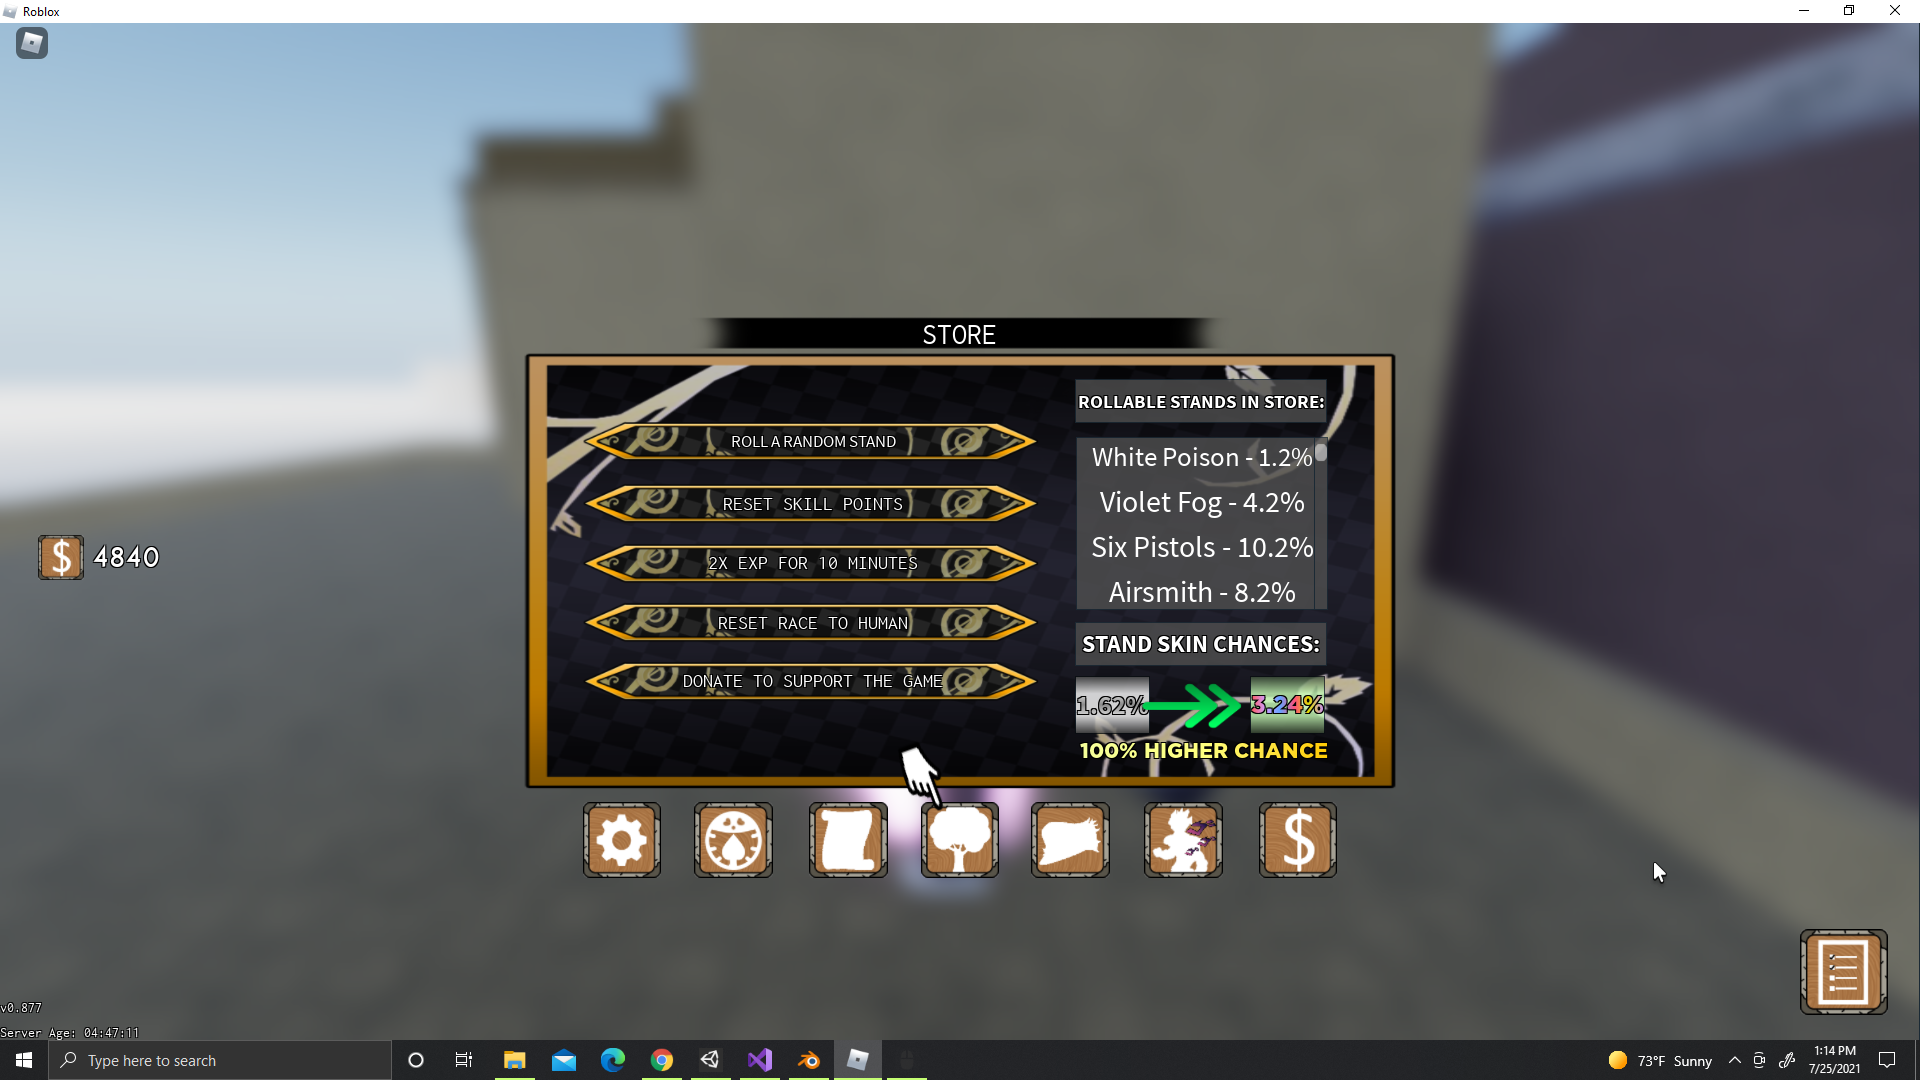 Roblox
STORE
ROLL A RANDOM STAND
RESET SKILL POINTS
2X EXP FOR 10 MINUTES
RESET RACE TO HUMAN
DONATE TO SUPPORT THE GAME
ROLLABLE STANDS IN STORE:
White Poison - 1.2%
Violet Fog - 4.2%
Six Pistols - 10.2%
Airsmith - 8.2%
STAND SKIN CHANCES:
1.62%
3.24%
100% HIGHER CHANCE
$ 4840
$
v0.877
Server Age: 04:47:11
Type here to search
73°F Sunny
1:14 PM
7/25/2021